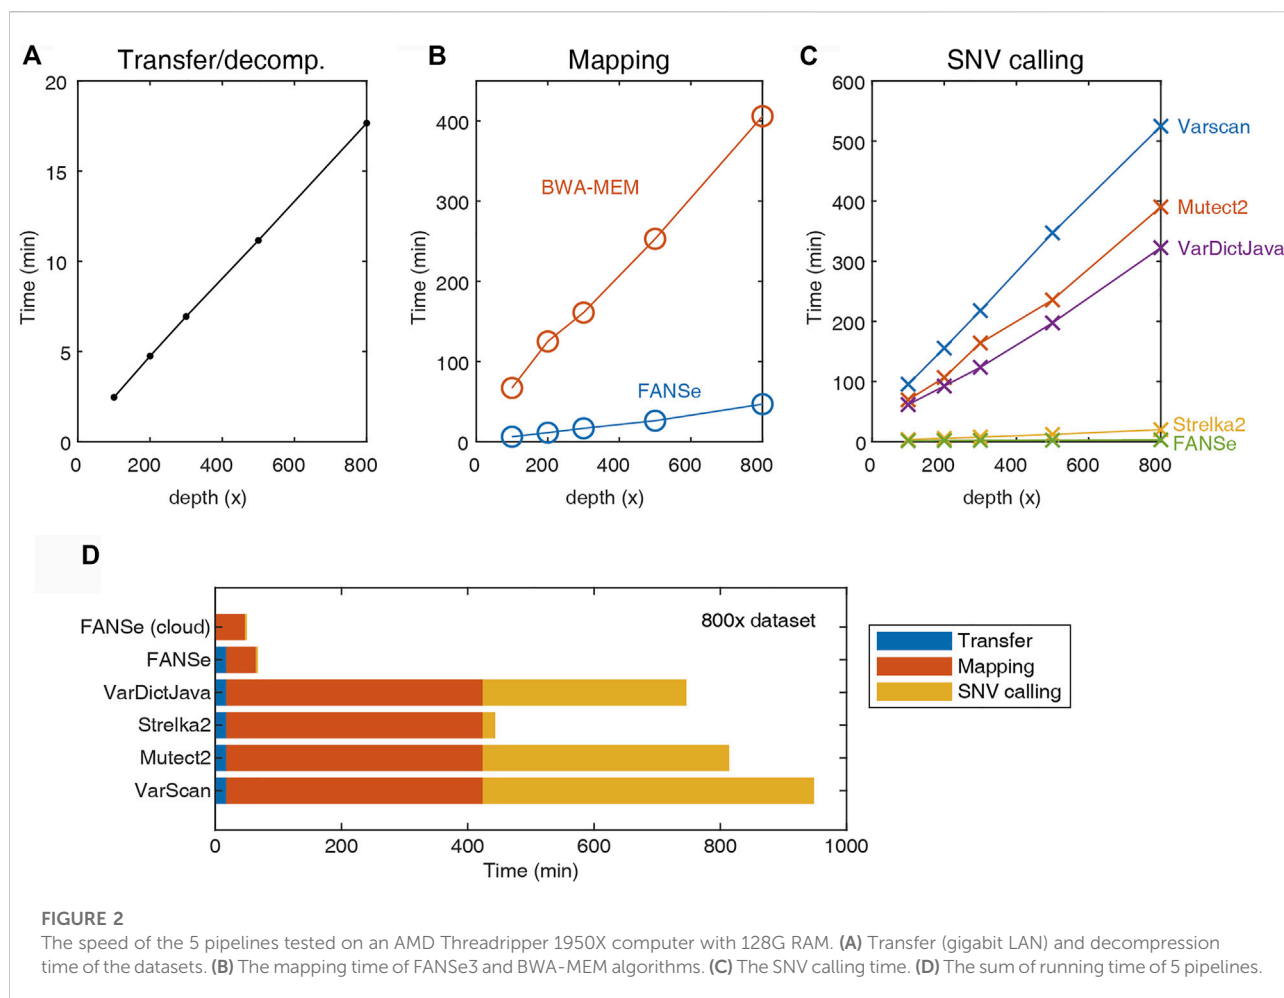 A
Transfer/decomp.
20
15
10
5
0
Time (min)
0
200
400
600
800
depth (x)
B
Mapping
400
300
200
100
0
Time (min)
BWA-MEM
FANSe
0
200
400
600
800
depth (x)
C
SNV calling
600
500
400
300
200
100
0
Time (min)
Varscan
Mutect2
VarDictJava
Strelka2
FANSe
0
200
400
600
800
depth (x)
D
800x dataset
FANSe (cloud)
FANSe
VarDictJava
Strelka2
Mutect2
VarScan
0
200
400
600
800
1000
Time (min)
Transfer
Mapping
SNV calling
FIGURE 2
The speed of the 5 pipelines tested on an AMD Threadripper 1950X computer with 128G RAM. (A) Transfer (gigabit LAN) and decompression
time of the datasets. (B) The mapping time of FANSe3 and BWA-MEM algorithms. (C) The SNV calling time. (D) The sum of running time of 5 pipelines.